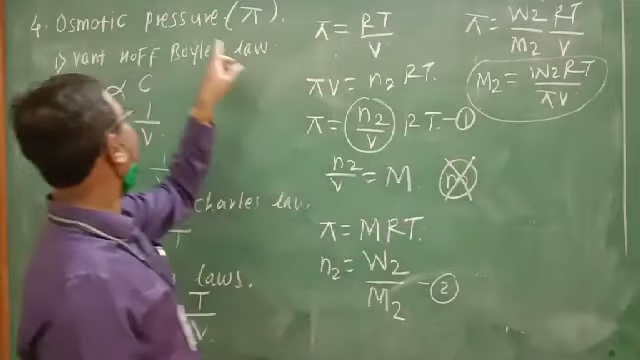 4. Osmotic pressure (π).
1) Vant Hoff Boyles law.
∝ C
1
V
1
Charles law.
T
laws.
T
V
π = RT/V
πV = n2 RT.
π = (n2/V) RT. — ①
n2/V = M. n
π = MRT.
n2 = W2/M2 — ②
π = W2/M2 RT/V
M2 = W2RT/πV